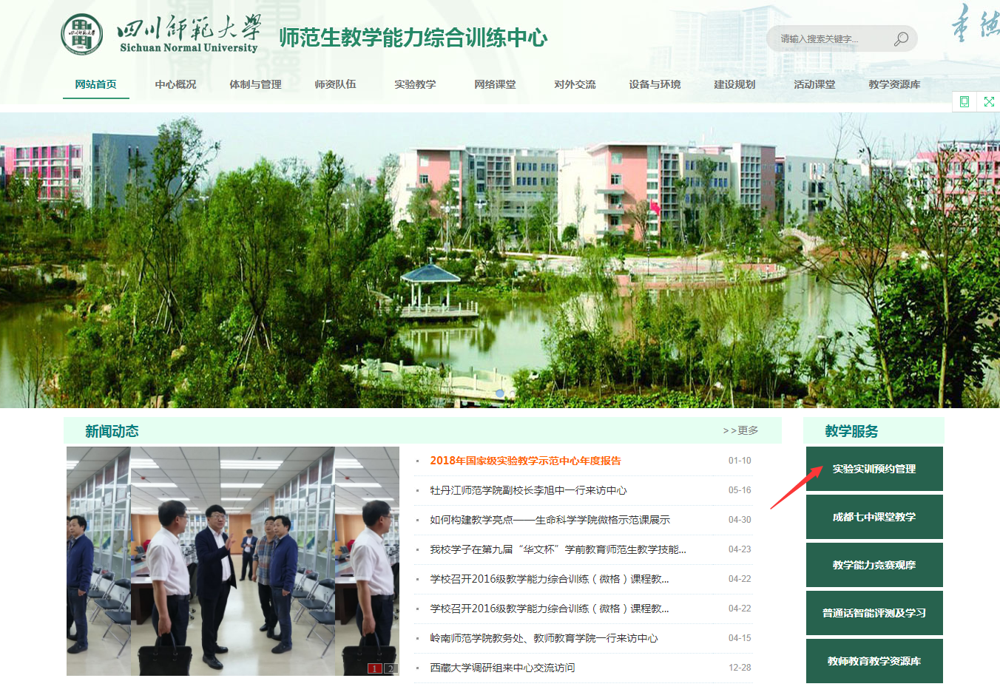 四川师范大学
Sichuan Normal University
师范生教学能力综合训练中心
请输入搜索关键字...
重德
网站首页 中心概况 体制与管理 师资队伍 实验教学 网络课堂 对外交流 设备与环境 建设规划 活动课堂 教学资源库
新闻动态 >>更多
2018年国家级实验教学示范中心年度报告 01-10
牡丹江师范学院副校长李旭中一行来访中心 05-16
如何构建教学亮点——生命科学学院微格示范课展示 04-30
我校学子在第九届“华文杯”学前教育师范生教学技能... 04-23
学校召开2016级教学能力综合训练（微格）课程教... 04-22
学校召开2016级教学能力综合训练（微格）课程教... 04-22
岭南师范学院教务处、教师教育学院一行来访中心 04-15
西藏大学调研组来中心交流访问 12-28
1 2
教学服务
实验实训预约管理
成都七中课堂教学
教学能力竞赛观摩
普通话智能评测及学习
教师教育教学资源库